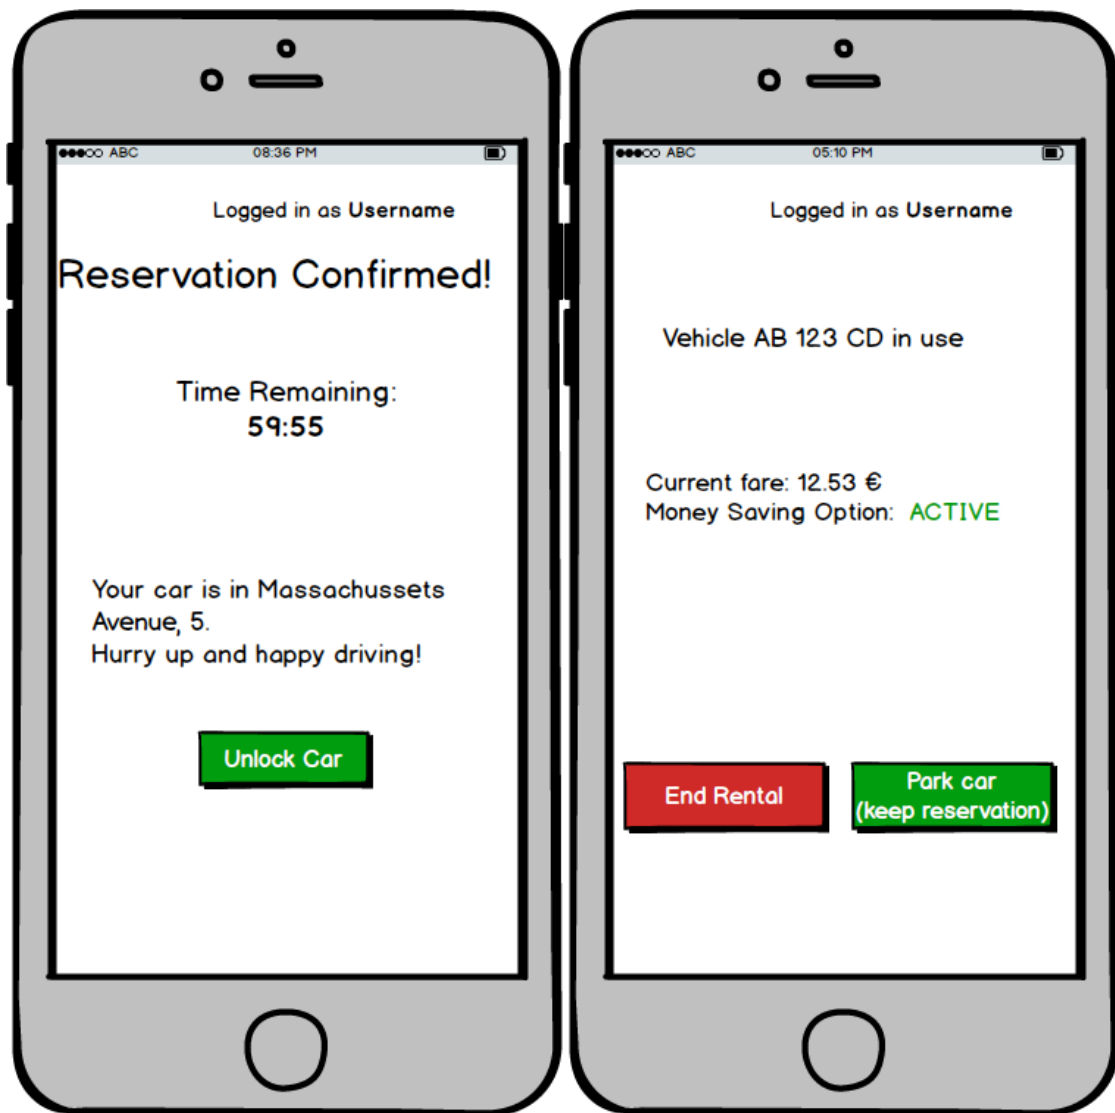 ABC 08:36 PM
Logged in as Username
Reservation Confirmed!
Time Remaining:
59:55
Your car is in Massachussets
Avenue, 5.
Hurry up and happy driving!
Unlock Car
ABC 05:10 PM
Logged in as Username
Vehicle AB 123 CD in use
Current fare: 12.53 €
Money Saving Option: ACTIVE
End Rental
Park car
(keep reservation)